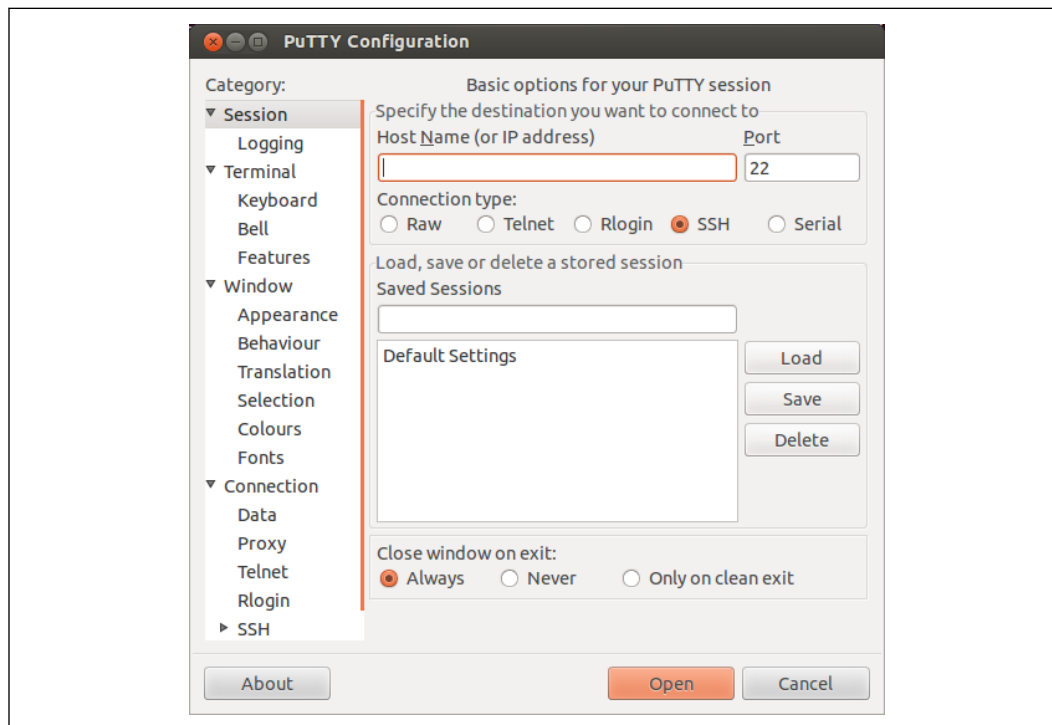 PuTTY Configuration
Category:
Session
Logging
Terminal
Keyboard
Bell
Features
Window
Appearance
Behaviour
Translation
Selection
Colours
Fonts
Connection
Data
Proxy
Telnet
Rlogin
SSH
Basic options for your PuTTY session
Specify the destination you want to connect to
Host Name (or IP address) Port
22
Connection type:
Raw Telnet Rlogin SSH Serial
Load, save or delete a stored session
Saved Sessions
Default Settings
Load
Save
Delete
Close window on exit:
Always Never Only on clean exit
About Open Cancel